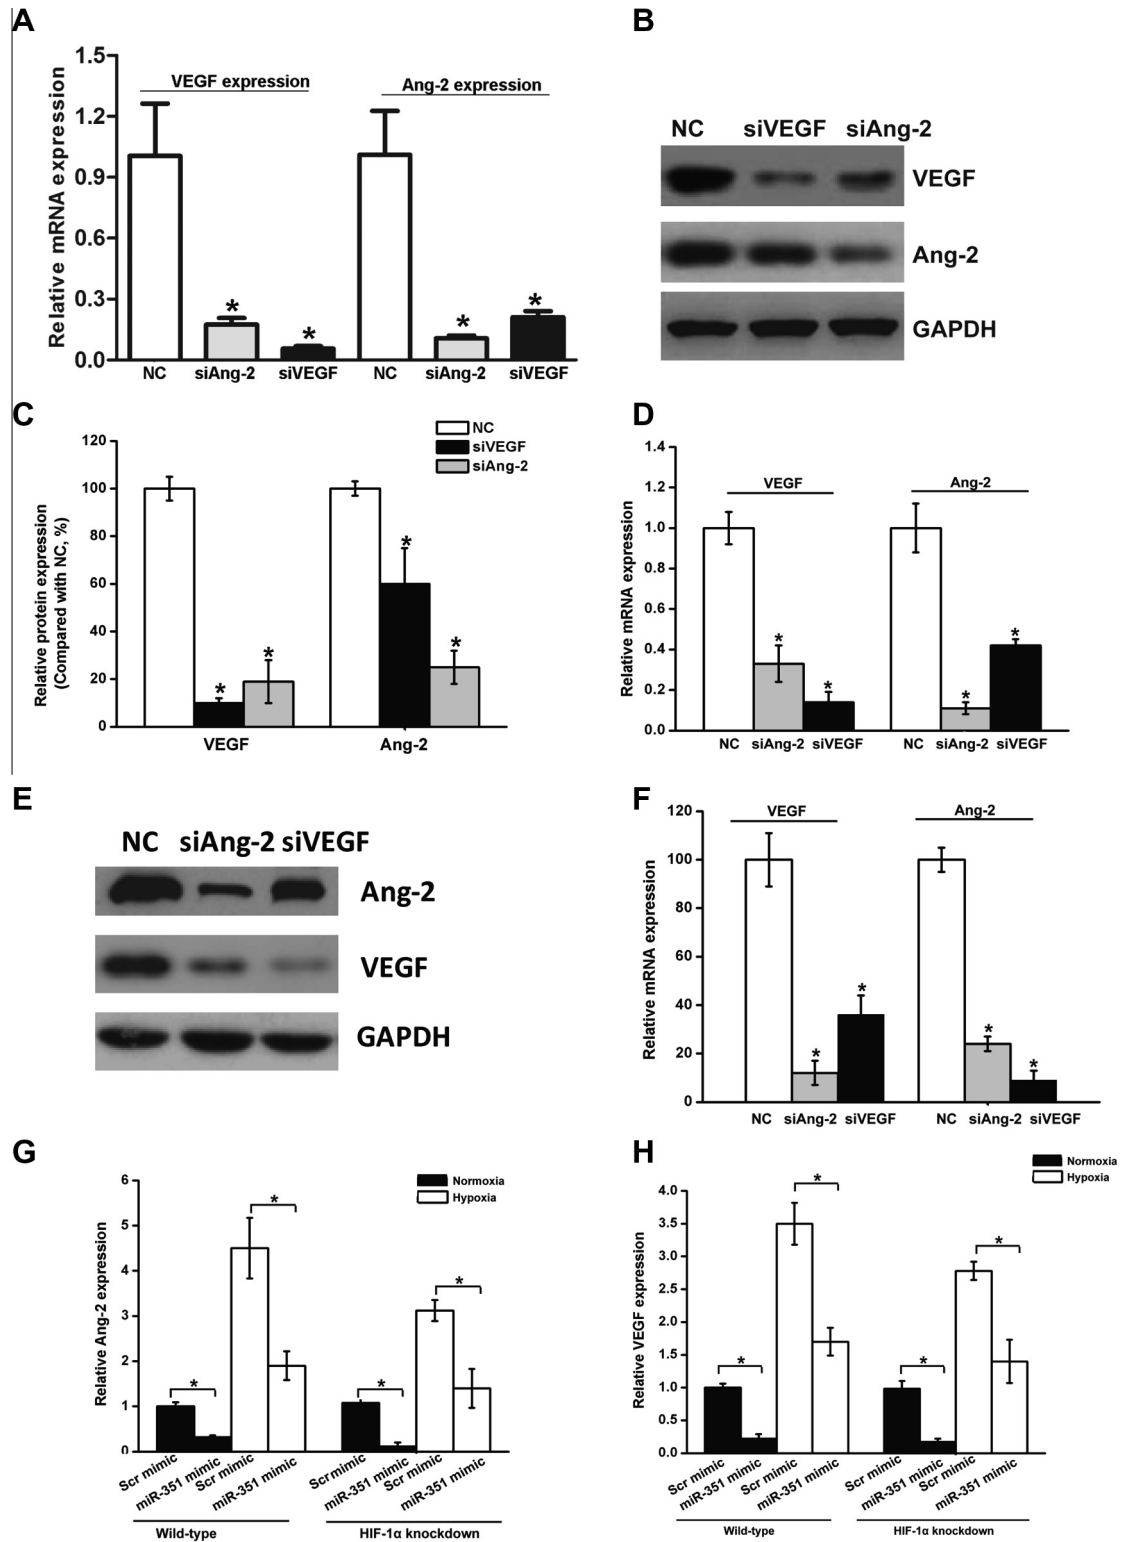 A
Relative mRNA expression
1.5
1.2
0.9
0.6
0.3
0.0
VEGF expression
Ang-2 expression
*
*
*
*
NC
siAng-2
siVEGF
NC
siAng-2
siVEGF
B
NC siVEGF siAng-2
VEGF
Ang-2
GAPDH
C
Relative protein expression
(Compared with NC, %)
120
100
80
60
40
20
0
NC
siVEGF
siAng-2
*
*
*
*
VEGF
Ang-2
D
Relative mRNA expression
1.4
1.2
1.0
0.8
0.6
0.4
0.2
0.0
VEGF
Ang-2
*
*
*
*
NC siAng-2 siVEGF
NC siAng-2 siVEGF
E
NC siAng-2 siVEGF
Ang-2
VEGF
GAPDH
F
Relative mRNA expression
120
100
80
60
40
20
0
VEGF
Ang-2
*
*
*
*
NC siAng-2 siVEGF
NC siAng-2 siVEGF
G
Relative Ang-2 expression
6
5
4
3
2
1
0
Normoxia
Hypoxia
*
*
*
*
Scr mimic
miR-351 mimic
Scr mimic
miR-351 mimic
Scr mimic
miR-351 mimic
Scr mimic
miR-351 mimic
Wild-type
HIF-1α knockdown
H
Relative VEGF expression
4.0
3.5
3.0
2.5
2.0
1.5
1.0
0.5
0.0
Normoxia
Hypoxia
*
*
*
*
Scr mimic
miR-351 mimic
Scr mimic
miR-351 mimic
Scr mimic
miR-351 mimic
Scr mimic
miR-351 mimic
Wild-type
HIF-1α knockdown